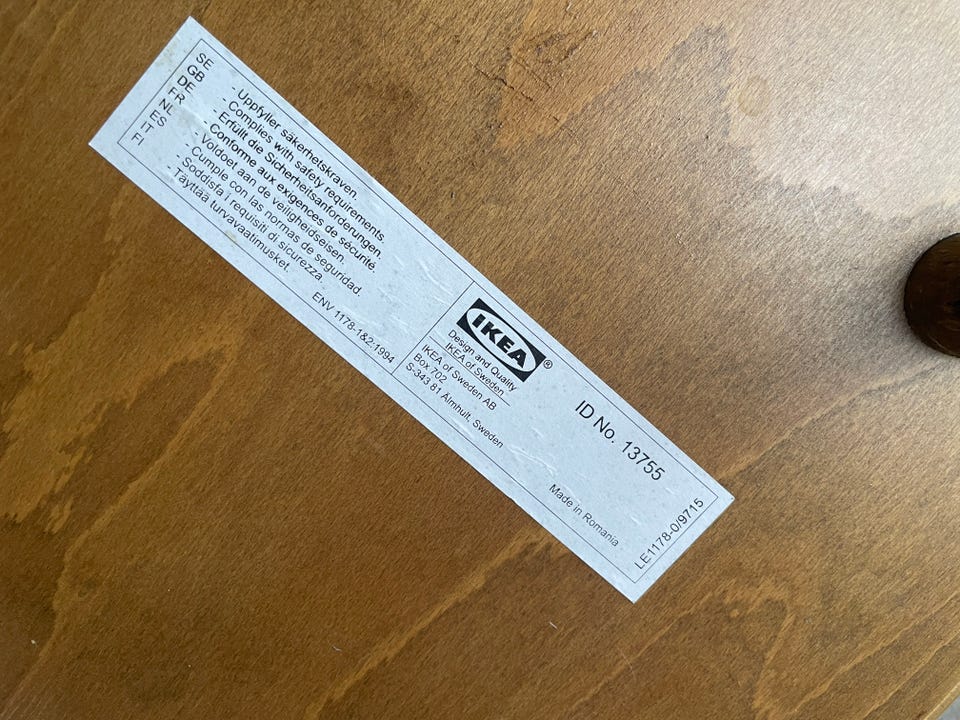 SE - Uppfyller säkerhetskraven.
GB - Complies with safety requirements.
DE - Erfüllt die Sicherheitsanforderungen.
FR - Conforme aux exigences de sécurité.
NL - Voldoet aan de veiligheidseisen.
ES - Cumple con las normas de seguridad.
IT - Soddisfa i requisiti di sicurezza.
FI - Täyttää turvavaatimusket.
ENV 1178-1&2:1994
IKEA®
Design and Quality
IKEA of Sweden
IKEA of Sweden AB
Box 702
S-343 81 Älmhult, Sweden
ID No. 13755
Made in Romania
LE1178-0/9715